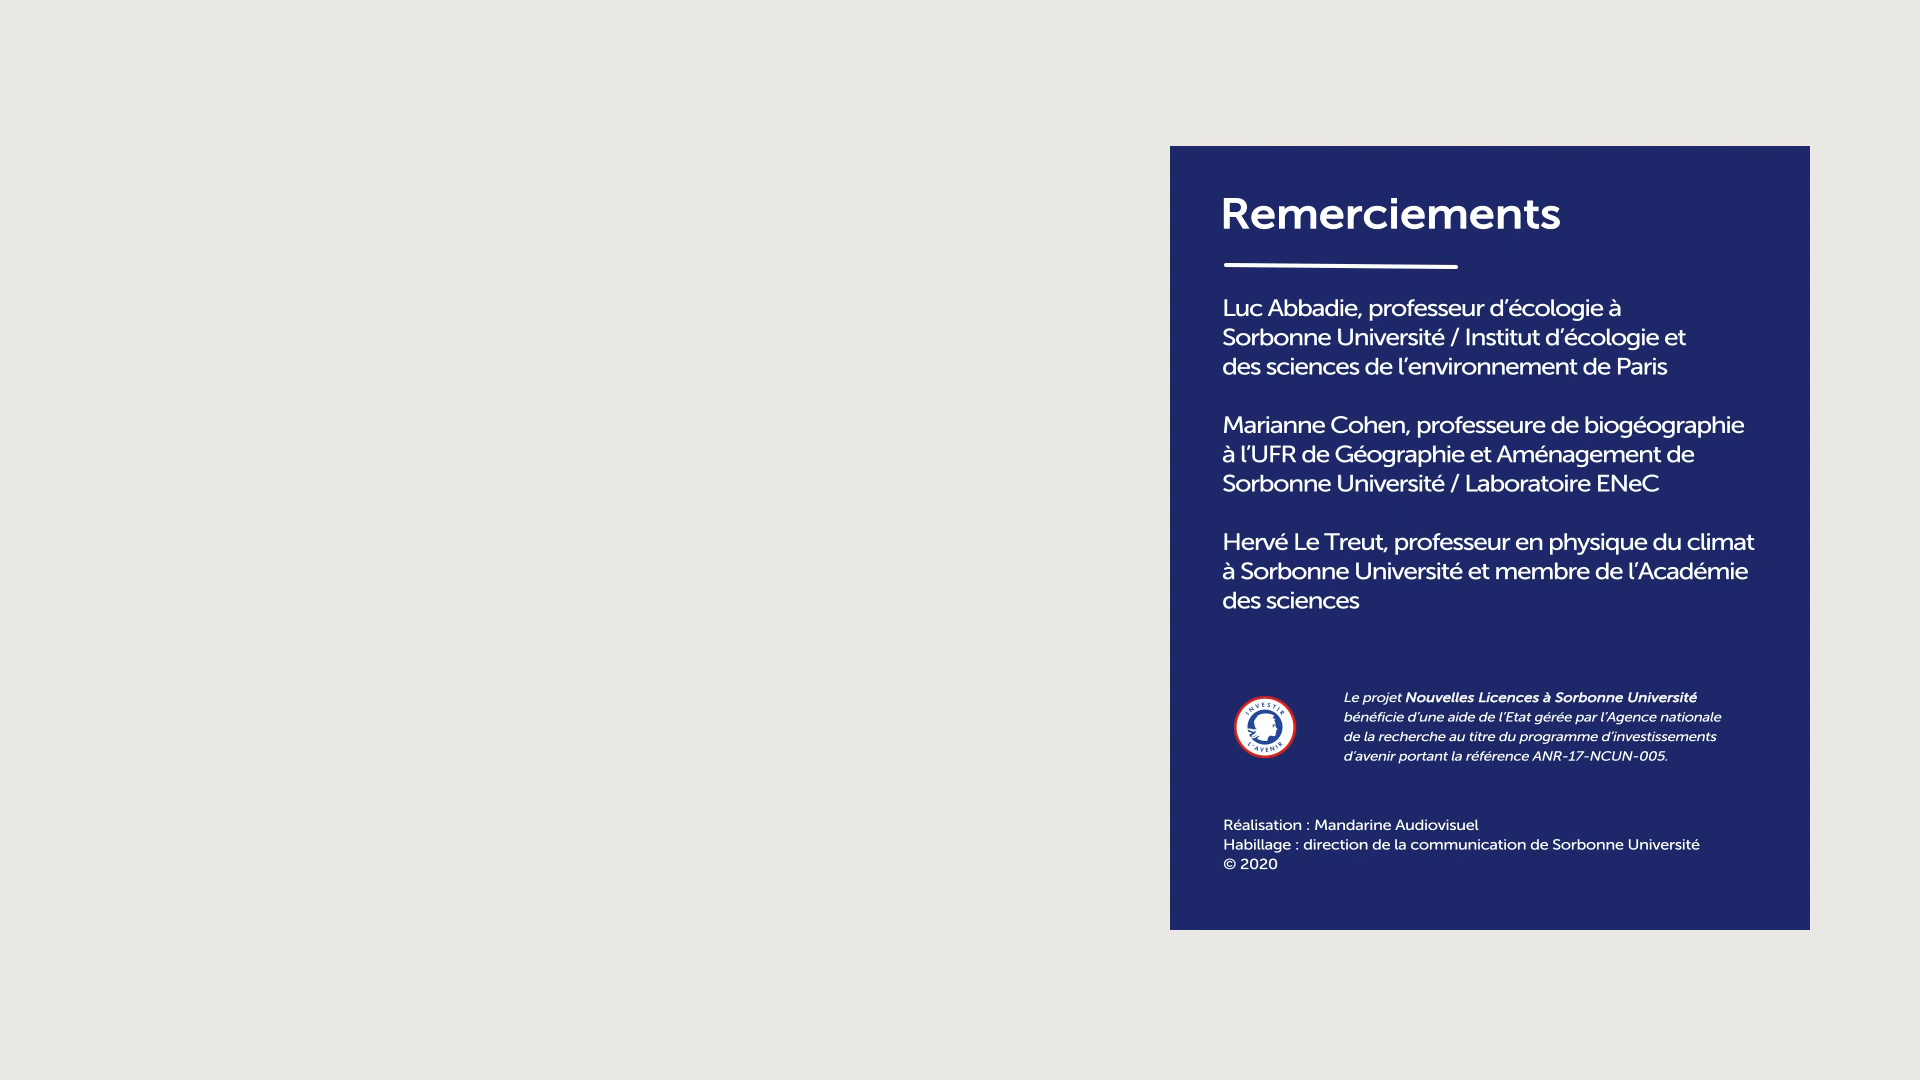 Remerciements
Luc Abbadie, professeur d’écologie à
Sorbonne Université / Institut d’écologie et
des sciences de l’environnement de Paris
Marianne Cohen, professeure de biogéographie
à l’UFR de Géographie et Aménagement de
Sorbonne Université / Laboratoire ENeC
Hervé Le Treut, professeur en physique du climat
à Sorbonne Université et membre de l’Académie
des sciences
INVESTIR
L’AVENIR
Le projet Nouvelles Licences à Sorbonne Université
bénéficie d’une aide de l’Etat gérée par l’Agence nationale
de la recherche au titre du programme d’investissements
d’avenir portant la référence ANR-17-NCUN-005.
Réalisation : Mandarine Audiovisuel
Habillage : direction de la communication de Sorbonne Université
© 2020